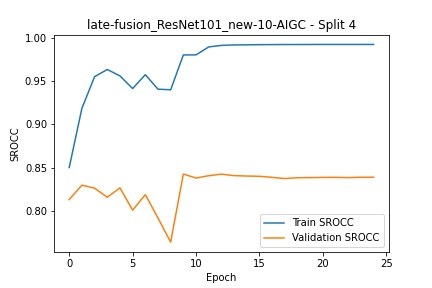 late-fusion_ResNet101_new-10-AIGC - Split 4
1.00
0.95
0.90
0.85
0.80
SROCC
Train SROCC
Validation SROCC
0 5 10 15 20 25
Epoch